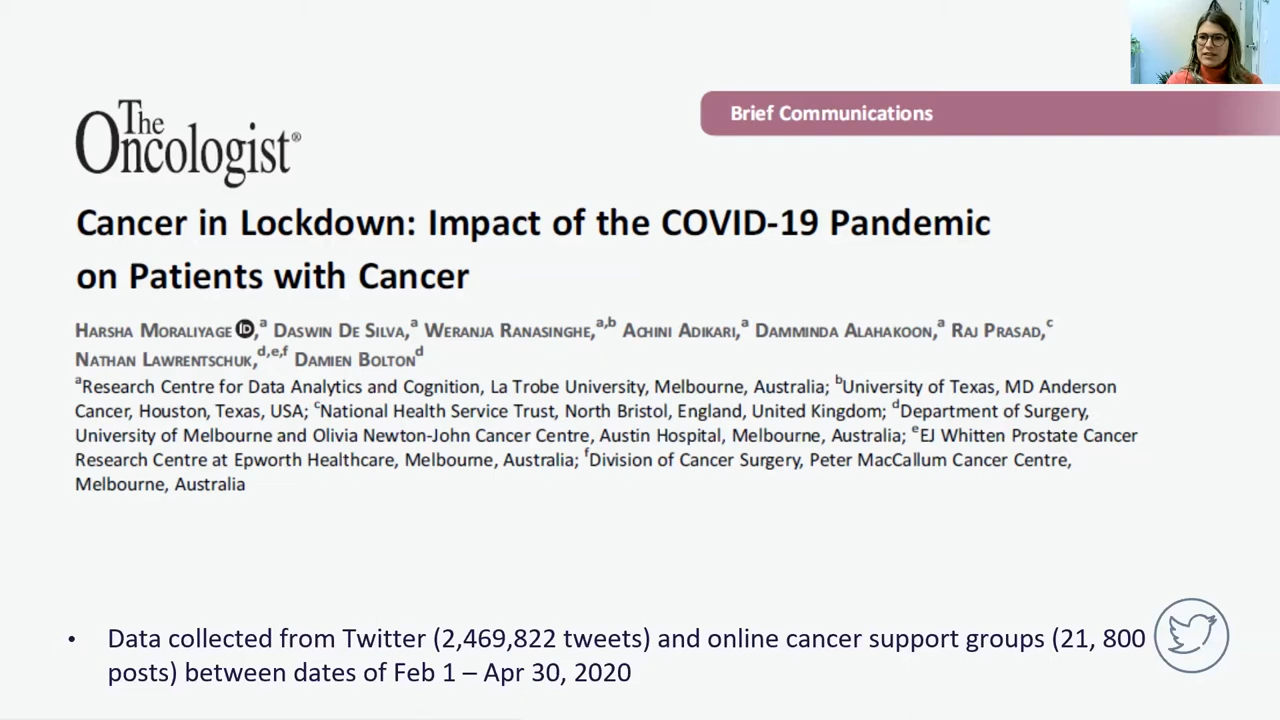 Brief Communications
The
Oncologist®
Cancer in Lockdown: Impact of the COVID-19 Pandemic
on Patients with Cancer
HARSHA MORALIYAGE iD,ᵃ DASWIN DE SILVA,ᵃ WERANJA RANASINGHE,ᵃ,ᵇ ACHINI ADIKARI,ᵃ DAMMINDA ALAHAKOON,ᵃ RAJ PRASAD,ᶜ
NATHAN LAWRENTSCHUK,ᵈ,ᵉ,ᶠ DAMIEN BOLTONᵈ
ᵃResearch Centre for Data Analytics and Cognition, La Trobe University, Melbourne, Australia; ᵇUniversity of Texas, MD Anderson
Cancer, Houston, Texas, USA; ᶜNational Health Service Trust, North Bristol, England, United Kingdom; ᵈDepartment of Surgery,
University of Melbourne and Olivia Newton-John Cancer Centre, Austin Hospital, Melbourne, Australia; ᵉEJ Whitten Prostate Cancer
Research Centre at Epworth Healthcare, Melbourne, Australia; ᶠDivision of Cancer Surgery, Peter MacCallum Cancer Centre,
Melbourne, Australia
• Data collected from Twitter (2,469,822 tweets) and online cancer support groups (21, 800
posts) between dates of Feb 1 – Apr 30, 2020